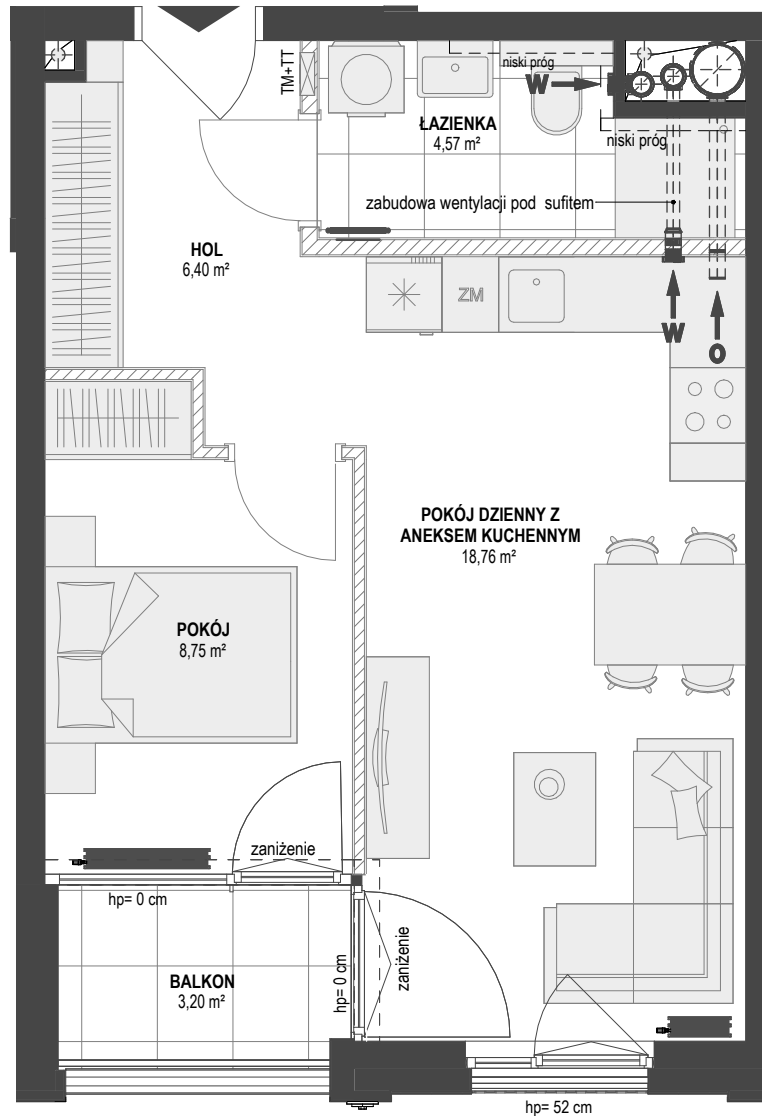 TM+TT
niski próg
W
ŁAZIENKA
4,57 m²
niski próg
zabudowa wentylacji pod sufitem
HOL
6,40 m²
ZM
W
O
POKÓJ DZIENNY Z
ANEKSEM KUCHENNYM
18,76 m²
POKÓJ
8,75 m²
zaniżenie
hp= 0 cm
BALKON
3,20 m²
hp= 0 cm
zaniżenie
hp= 52 cm